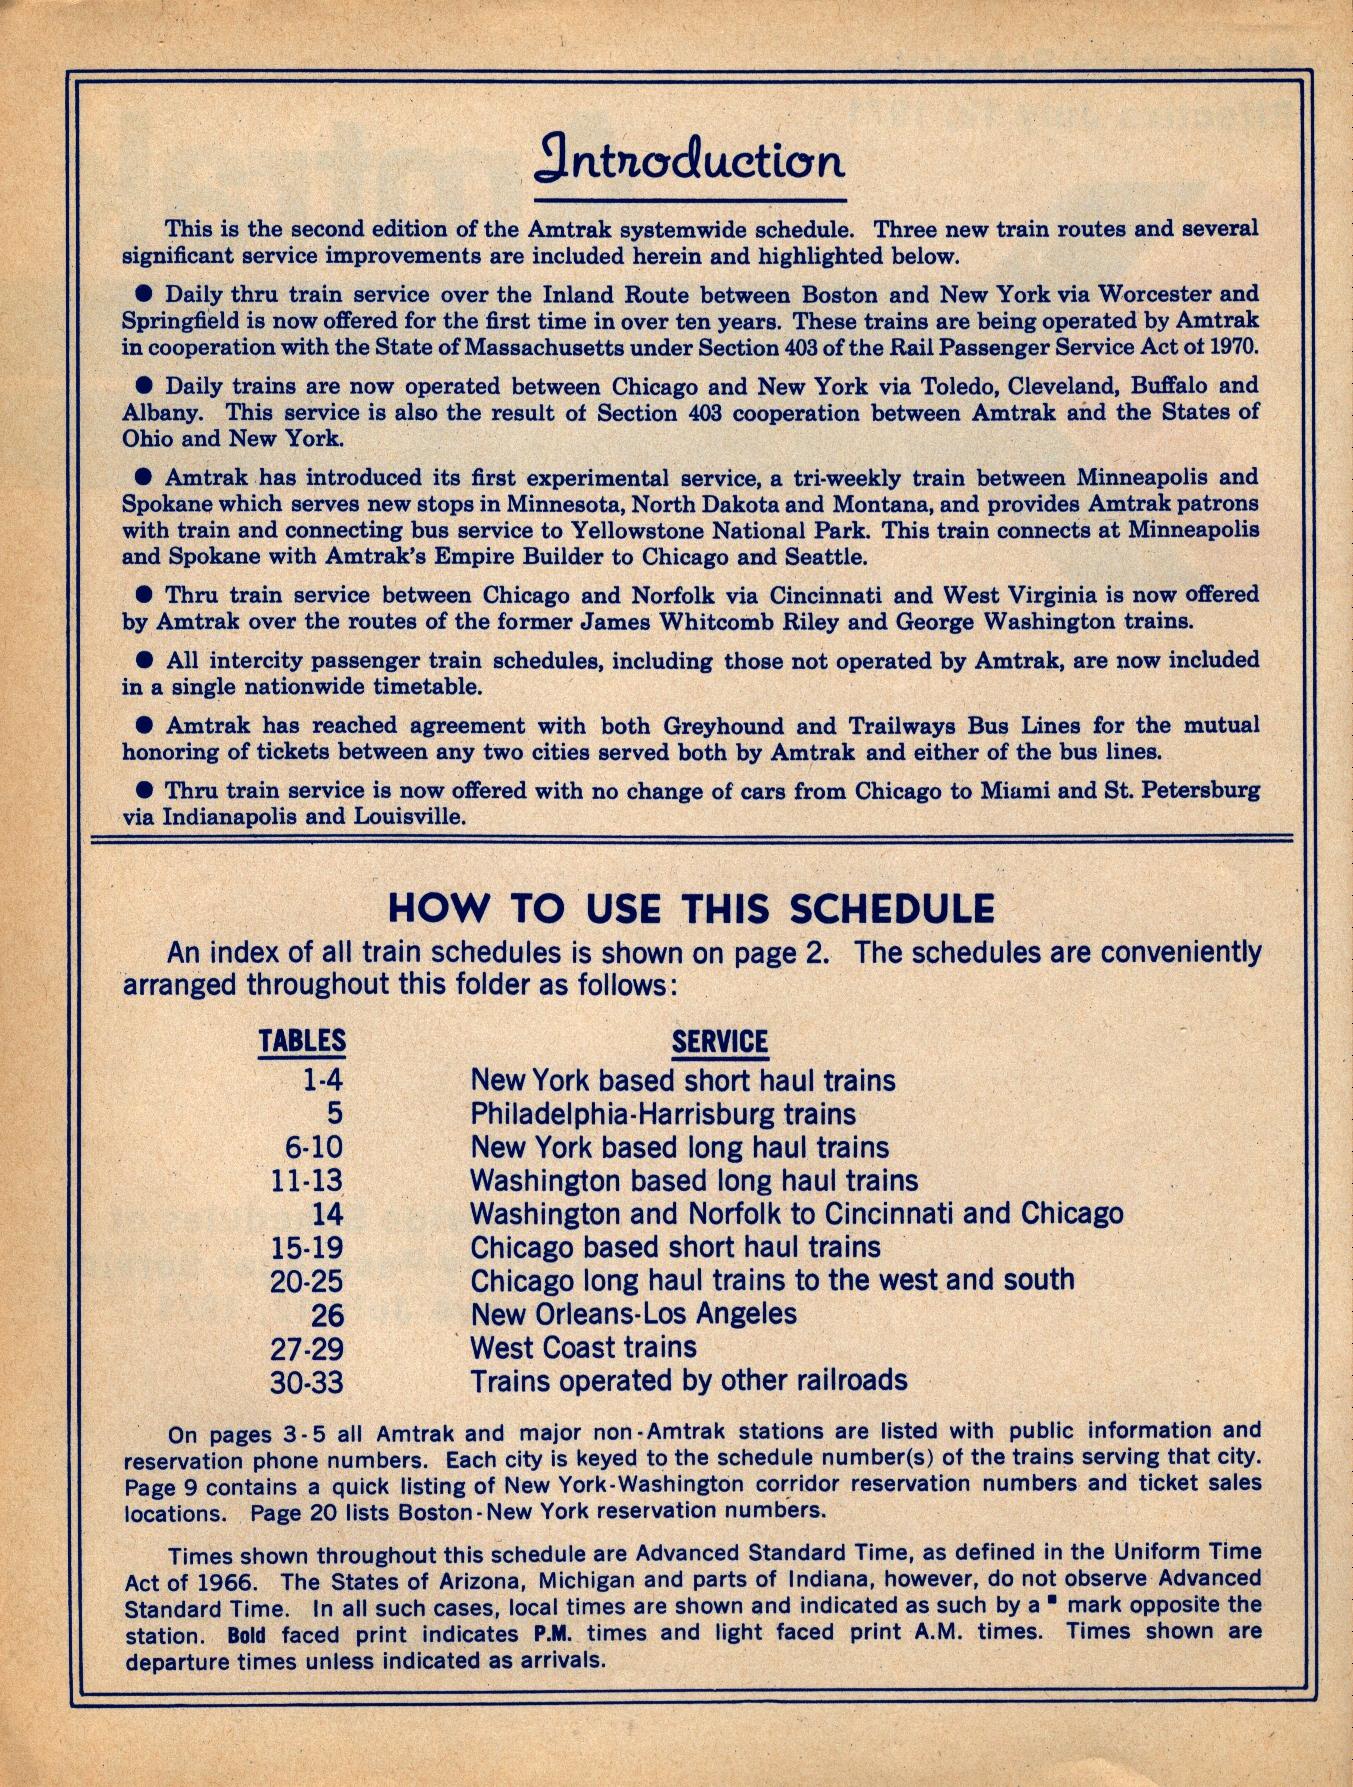 Introduction
This is the second edition of the Amtrak systemwide schedule. Three new train routes and several
significant service improvements are included herein and highlighted below.
● Daily thru train service over the Inland Route between Boston and New York via Worcester and
Springfield is now offered for the first time in over ten years. These trains are being operated by Amtrak
in cooperation with the State of Massachusetts under Section 403 of the Rail Passenger Service Act of 1970.
● Daily trains are now operated between Chicago and New York via Toledo, Cleveland, Buffalo and
Albany. This service is also the result of Section 403 cooperation between Amtrak and the States of
Ohio and New York.
● Amtrak has introduced its first experimental service, a tri-weekly train between Minneapolis and
Spokane which serves new stops in Minnesota, North Dakota and Montana, and provides Amtrak patrons
with train and connecting bus service to Yellowstone National Park. This train connects at Minneapolis
and Spokane with Amtrak's Empire Builder to Chicago and Seattle.
● Thru train service between Chicago and Norfolk via Cincinnati and West Virginia is now offered
by Amtrak over the routes of the former James Whitcomb Riley and George Washington trains.
● All intercity passenger train schedules, including those not operated by Amtrak, are now included
in a single nationwide timetable.
● Amtrak has reached agreement with both Greyhound and Trailways Bus Lines for the mutual
honoring of tickets between any two cities served both by Amtrak and either of the bus lines.
● Thru train service is now offered with no change of cars from Chicago to Miami and St. Petersburg
via Indianapolis and Louisville.
HOW TO USE THIS SCHEDULE
An index of all train schedules is shown on page 2. The schedules are conveniently
arranged throughout this folder as follows:
TABLES SERVICE
1-4 New York based short haul trains
5 Philadelphia-Harrisburg trains
6-10 New York based long haul trains
11-13 Washington based long haul trains
14 Washington and Norfolk to Cincinnati and Chicago
15-19 Chicago based short haul trains
20-25 Chicago long haul trains to the west and south
26 New Orleans-Los Angeles
27-29 West Coast trains
30-33 Trains operated by other railroads
On pages 3-5 all Amtrak and major non-Amtrak stations are listed with public information and
reservation phone numbers. Each city is keyed to the schedule number(s) of the trains serving that city.
Page 9 contains a quick listing of New York-Washington corridor reservation numbers and ticket sales
locations. Page 20 lists Boston-New York reservation numbers.
Times shown throughout this schedule are Advanced Standard Time, as defined in the Uniform Time
Act of 1966. The States of Arizona, Michigan and parts of Indiana, however, do not observe Advanced
Standard Time. In all such cases, local times are shown and indicated as such by a ■ mark opposite the
station. Bold faced print indicates P.M. times and light faced print A.M. times. Times shown are
departure times unless indicated as arrivals.